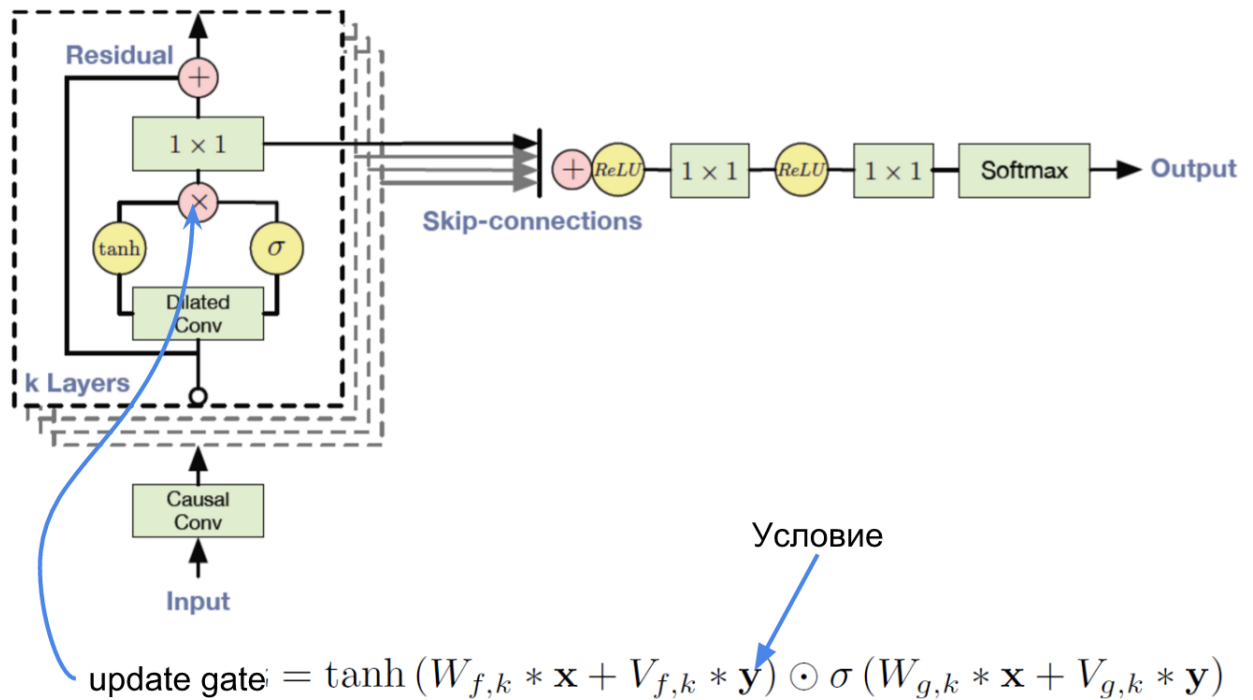 Residual
+
1 × 1
×
tanh
σ
Dilated
Conv
k Layers
Causal
Conv
Input
Skip-connections
+
ReLU
1 × 1
ReLU
1 × 1
Softmax
Output
Условие
update gate = tanh (W_{f,k} ∗ x + V_{f,k} ∗ y) ⊙ σ (W_{g,k} ∗ x + V_{g,k} ∗ y)